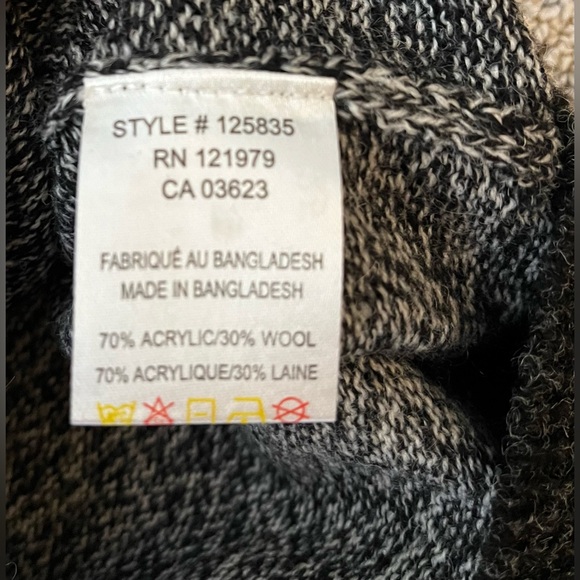 STYLE # 125835
RN 121979
CA 03623
FABRIQUÉ AU BANGLADESH
MADE IN BANGLADESH
70% ACRYLIC/30% WOOL
70% ACRYLIQUE/30% LAINE